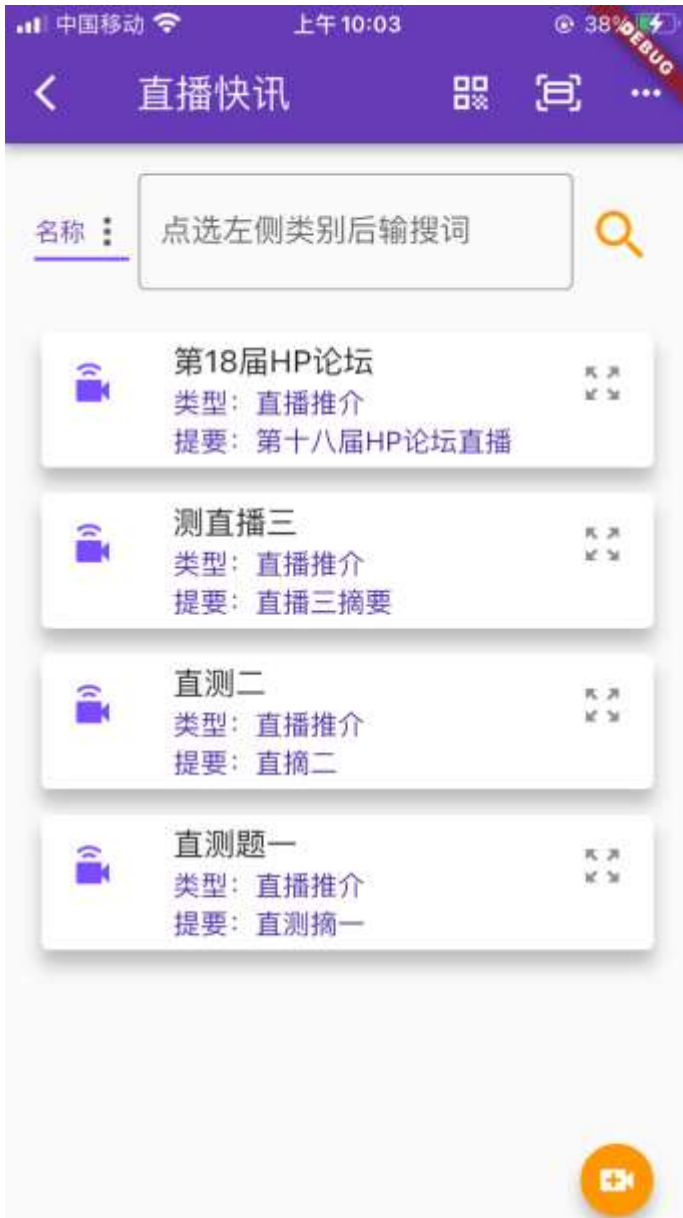 中国移动 上午10:03 38%
DEBUG
直播快讯
名称 点选左侧类别后输搜词
第18届HP论坛
类型：直播推介
提要：第十八届HP论坛直播
测直播三
类型：直播推介
提要：直播三摘要
直测二
类型：直播推介
提要：直摘二
直测题一
类型：直播推介
提要：直测摘一